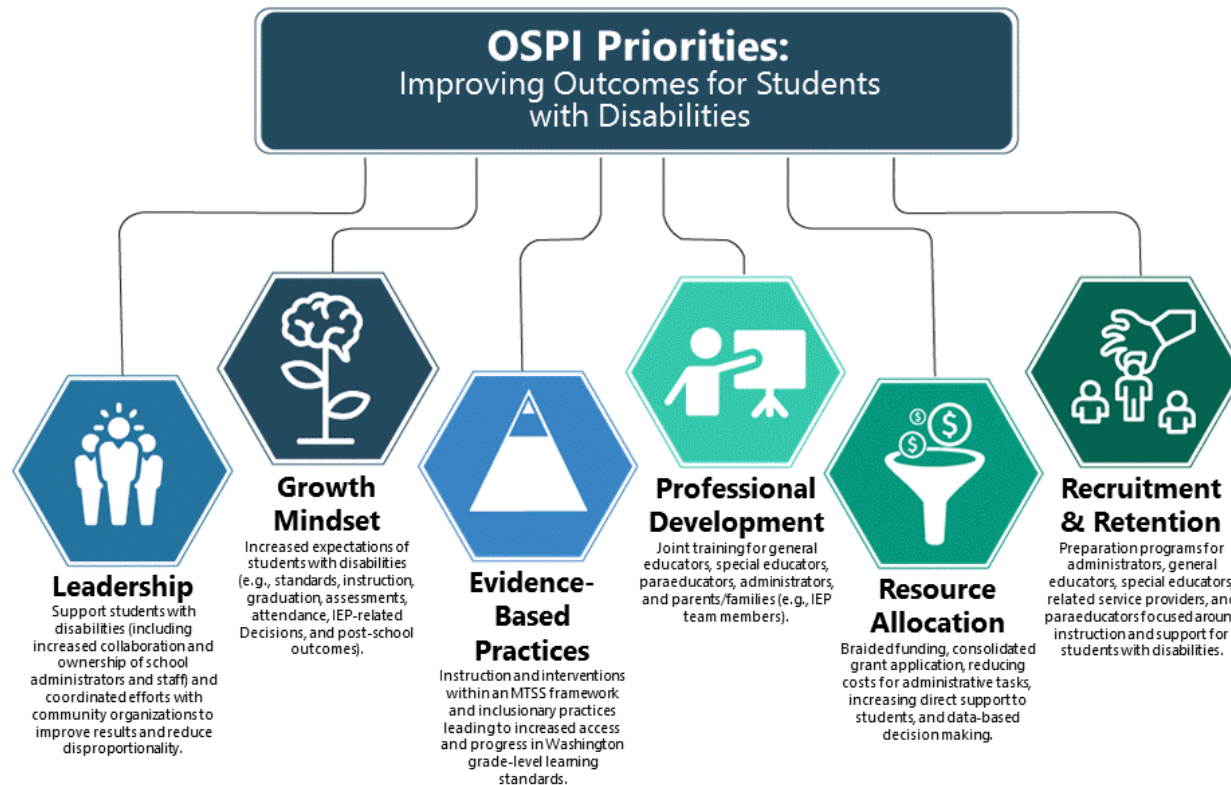 OSPI Priorities:
Improving Outcomes for Students
with Disabilities
Leadership
Support students with
disabilities (including
increased collaboration and
ownership of school
administrators and staff) and
coordinated efforts with
community organizations to
improve results and reduce
disproportionality.
Growth
Mindset
Increased expectations of
students with disabilities
(e.g., standards, instruction,
graduation, assessments,
attendance, IEP-related
Decisions, and post-school
outcomes).
Evidence-
Based
Practices
Instruction and interventions
within an MTSS framework
and inclusionary practices
leading to increased access
and progress in Washington
grade-level learning
standards.
Professional
Development
Joint training for general
educators, special educators,
paraeducators, administrators,
and parents/families (e.g., IEP
team members).
$
$
$
Resource
Allocation
Braided funding, consolidated
grant application, reducing
costs for administrative tasks,
increasing direct support to
students, and data-based
decision making.
Recruitment
& Retention
Preparation programs for
administrators, general
educators, special educators,
related service providers, and
paraeducators focused
instruction and support for
students with disabilities.